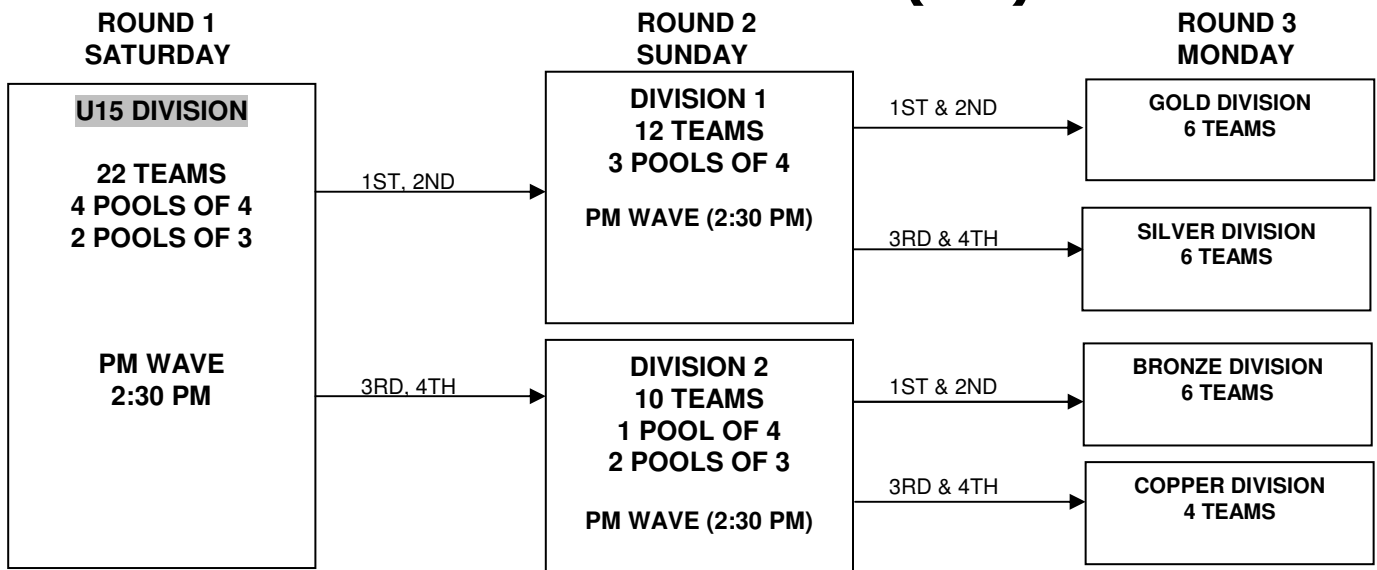 ROUND 1
SATURDAY
U15 DIVISION
22 TEAMS
4 POOLS OF 4
2 POOLS OF 3
PM WAVE
2:30 PM
1ST, 2ND
3RD, 4TH
ROUND 2
SUNDAY
DIVISION 1
12 TEAMS
3 POOLS OF 4
PM WAVE (2:30 PM)
DIVISION 2
10 TEAMS
1 POOL OF 4
2 POOLS OF 3
PM WAVE (2:30 PM)
1ST & 2ND
3RD & 4TH
1ST & 2ND
3RD & 4TH
ROUND 3
MONDAY
GOLD DIVISION
6 TEAMS
SILVER DIVISION
6 TEAMS
BRONZE DIVISION
6 TEAMS
COPPER DIVISION
4 TEAMS